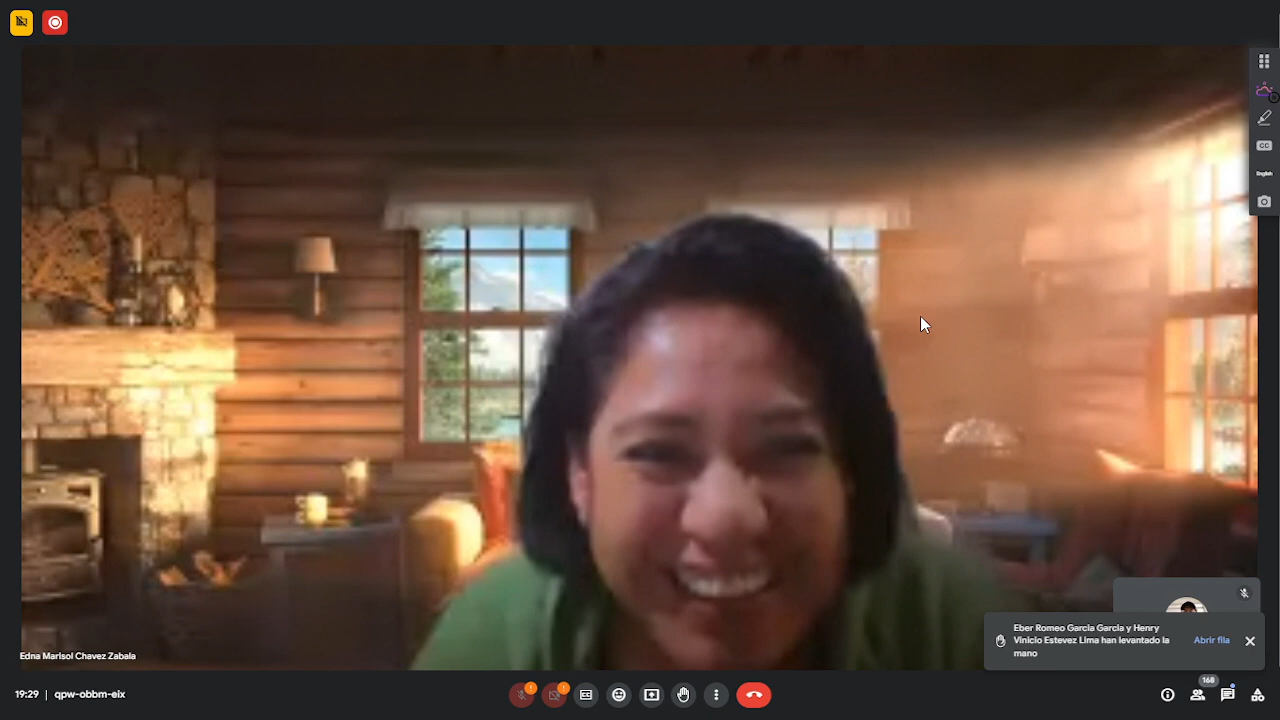 CC
English
Eber Romeo Garcia Garcia y Henry
Vinicio Estevez Lima han levantado la
mano
Abrir fila
Edna Marisol Chavez Zabala
19:29 | qpw-obbm-eix
168